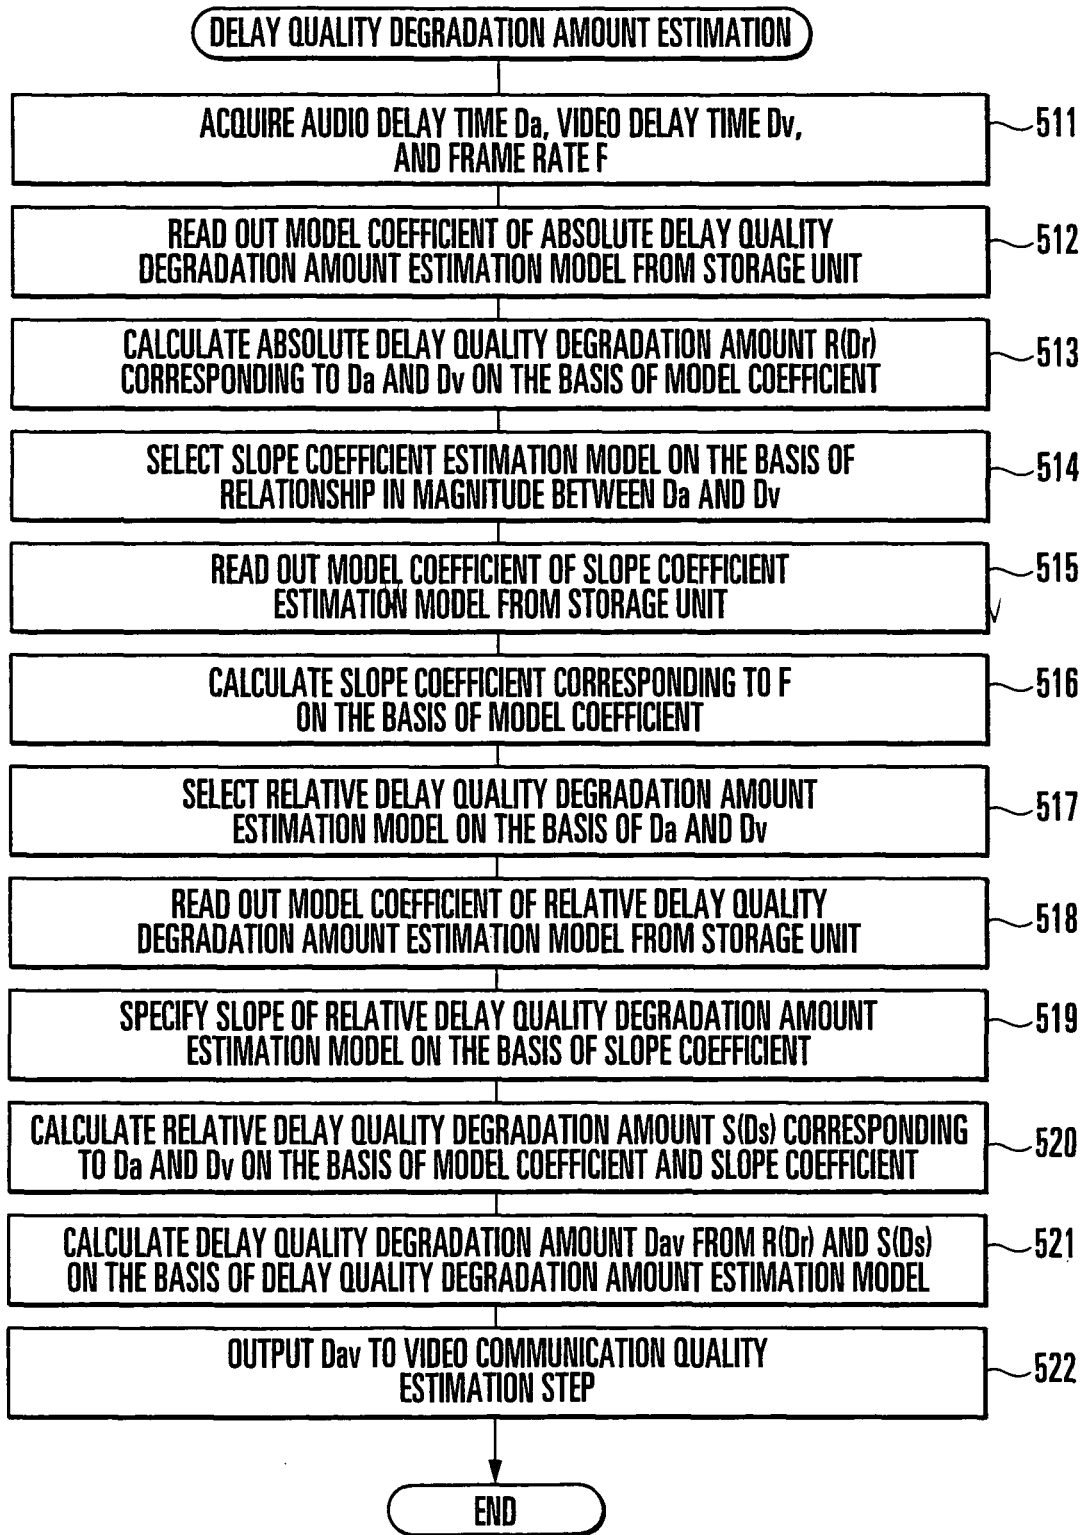 DELAY QUALITY DEGRADATION AMOUNT ESTIMATION
ACQUIRE AUDIO DELAY TIME Da, VIDEO DELAY TIME Dv,
AND FRAME RATE F
511
READ OUT MODEL COEFFICIENT OF ABSOLUTE DELAY QUALITY
DEGRADATION AMOUNT ESTIMATION MODEL FROM STORAGE UNIT
512
CALCULATE ABSOLUTE DELAY QUALITY DEGRADATION AMOUNT R(Dr)
CORRESPONDING TO Da AND Dv ON THE BASIS OF MODEL COEFFICIENT
513
SELECT SLOPE COEFFICIENT ESTIMATION MODEL ON THE BASIS OF
RELATIONSHIP IN MAGNITUDE BETWEEN Da AND Dv
514
READ OUT MODEL COEFFICIENT OF SLOPE COEFFICIENT
ESTIMATION MODEL FROM STORAGE UNIT
515
CALCULATE SLOPE COEFFICIENT CORRESPONDING TO F
ON THE BASIS OF MODEL COEFFICIENT
516
SELECT RELATIVE DELAY QUALITY DEGRADATION AMOUNT
ESTIMATION MODEL ON THE BASIS OF Da AND Dv
517
READ OUT MODEL COEFFICIENT OF RELATIVE DELAY QUALITY
DEGRADATION AMOUNT ESTIMATION MODEL FROM STORAGE UNIT
518
SPECIFY SLOPE OF RELATIVE DELAY QUALITY DEGRADATION AMOUNT
ESTIMATION MODEL ON THE BASIS OF SLOPE COEFFICIENT
519
CALCULATE RELATIVE DELAY QUALITY DEGRADATION AMOUNT S(Ds) CORRESPONDING
TO Da AND Dv ON THE BASIS OF MODEL COEFFICIENT AND SLOPE COEFFICIENT
520
CALCULATE DELAY QUALITY DEGRADATION AMOUNT Dav FROM R(Dr) AND S(Ds)
ON THE BASIS OF DELAY QUALITY DEGRADATION AMOUNT ESTIMATION MODEL
521
OUTPUT Dav TO VIDEO COMMUNICATION QUALITY
ESTIMATION STEP
522
END